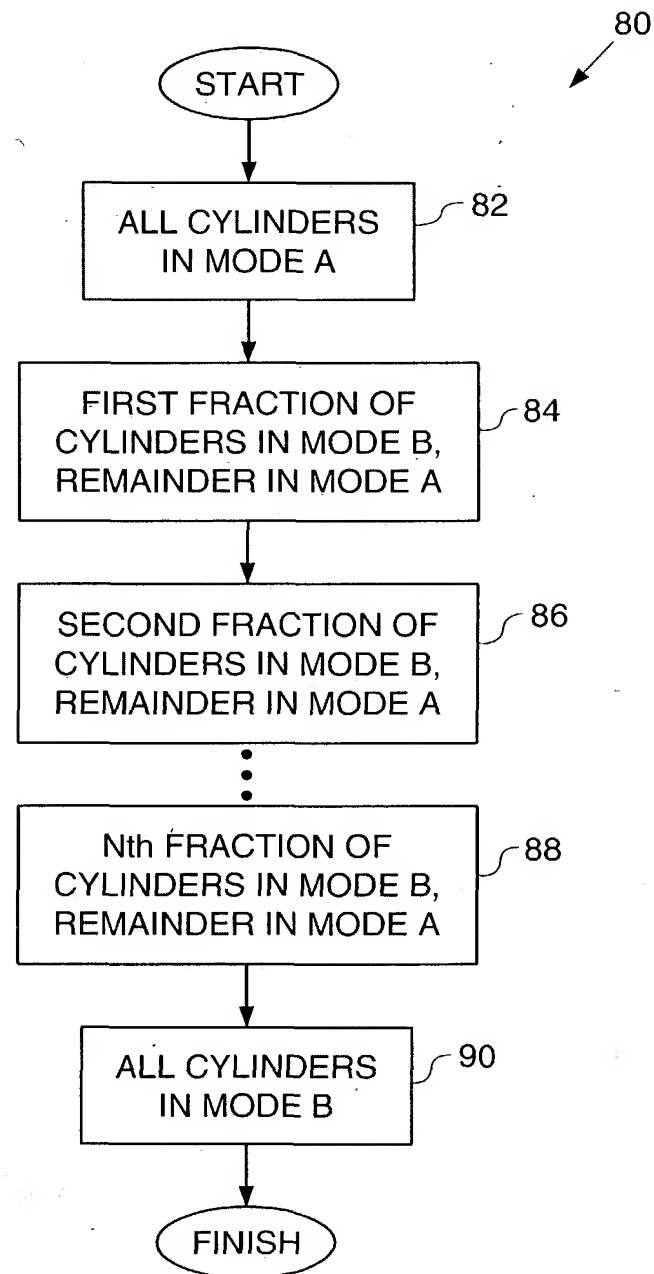 80
START
ALL CYLINDERS
IN MODE A
82
FIRST FRACTION OF
CYLINDERS IN MODE B,
REMAINDER IN MODE A
84
SECOND FRACTION OF
CYLINDERS IN MODE B,
REMAINDER IN MODE A
86
Nth FRACTION OF
CYLINDERS IN MODE B,
REMAINDER IN MODE A
88
ALL CYLINDERS
IN MODE B
90
FINISH